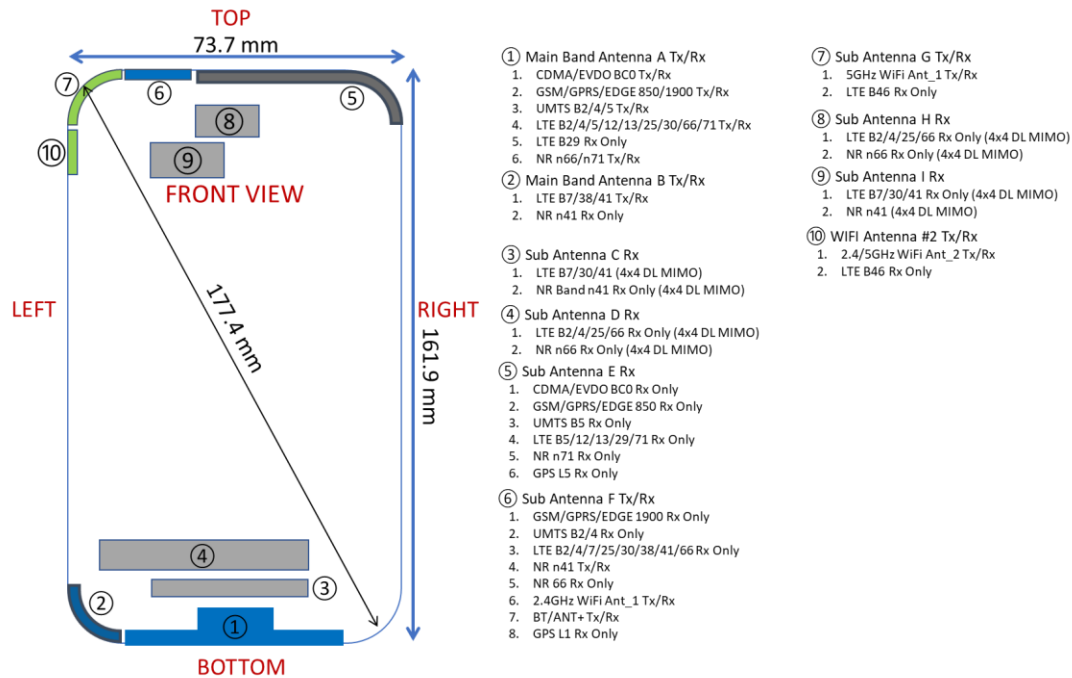 TOP
73.7 mm
⑦
⑥
⑤
⑧
⑩
⑨
FRONT VIEW
LEFT
177.4 mm
RIGHT
161.9 mm
④
③
②
①
BOTTOM
① Main Band Antenna A Tx/Rx
1. CDMA/EVDO BC0 Tx/Rx
2. GSM/GPRS/EDGE 850/1900 Tx/Rx
3. UMTS B2/4/5 Tx/Rx
4. LTE B2/4/5/12/13/25/30/66/71 Tx/Rx
5. LTE B29 Rx Only
6. NR n66/n71 Tx/Rx
② Main Band Antenna B Tx/Rx
1. LTE B7/38/41 Tx/Rx
2. NR n41 Rx Only
③ Sub Antenna C Rx
1. LTE B7/30/41 (4x4 DL MIMO)
2. NR Band n41 Rx Only (4x4 DL MIMO)
④ Sub Antenna D Rx
1. LTE B2/4/25/66 Rx Only (4x4 DL MIMO)
2. NR n66 Rx Only (4x4 DL MIMO)
⑤ Sub Antenna E Rx
1. CDMA/EVDO BC0 Rx Only
2. GSM/GPRS/EDGE 850 Rx Only
3. UMTS B5 Rx Only
4. LTE B5/12/13/29/71 Rx Only
5. NR n71 Rx Only
6. GPS L5 Rx Only
⑥ Sub Antenna F Tx/Rx
1. GSM/GPRS/EDGE 1900 Rx Only
2. UMTS B2/4 Rx Only
3. LTE B2/4/7/25/30/38/41/66 Rx Only
4. NR n41 Tx/Rx
5. NR 66 Rx Only
6. 2.4GHz WiFi Ant_1 Tx/Rx
7. BT/ANT+ Tx/Rx
8. GPS L1 Rx Only
⑦ Sub Antenna G Tx/Rx
1. 5GHz WiFi Ant_1 Tx/Rx
2. LTE B46 Rx Only
⑧ Sub Antenna H Rx
1. LTE B2/4/25/66 Rx Only (4x4 DL MIMO)
2. NR n66 Rx Only (4x4 DL MIMO)
⑨ Sub Antenna I Rx
1. LTE B7/30/41 Rx Only (4x4 DL MIMO)
2. NR n41 (4x4 DL MIMO)
⑩ WIFI Antenna #2 Tx/Rx
1. 2.4/5GHz WiFi Ant_2 Tx/Rx
2. LTE B46 Rx Only